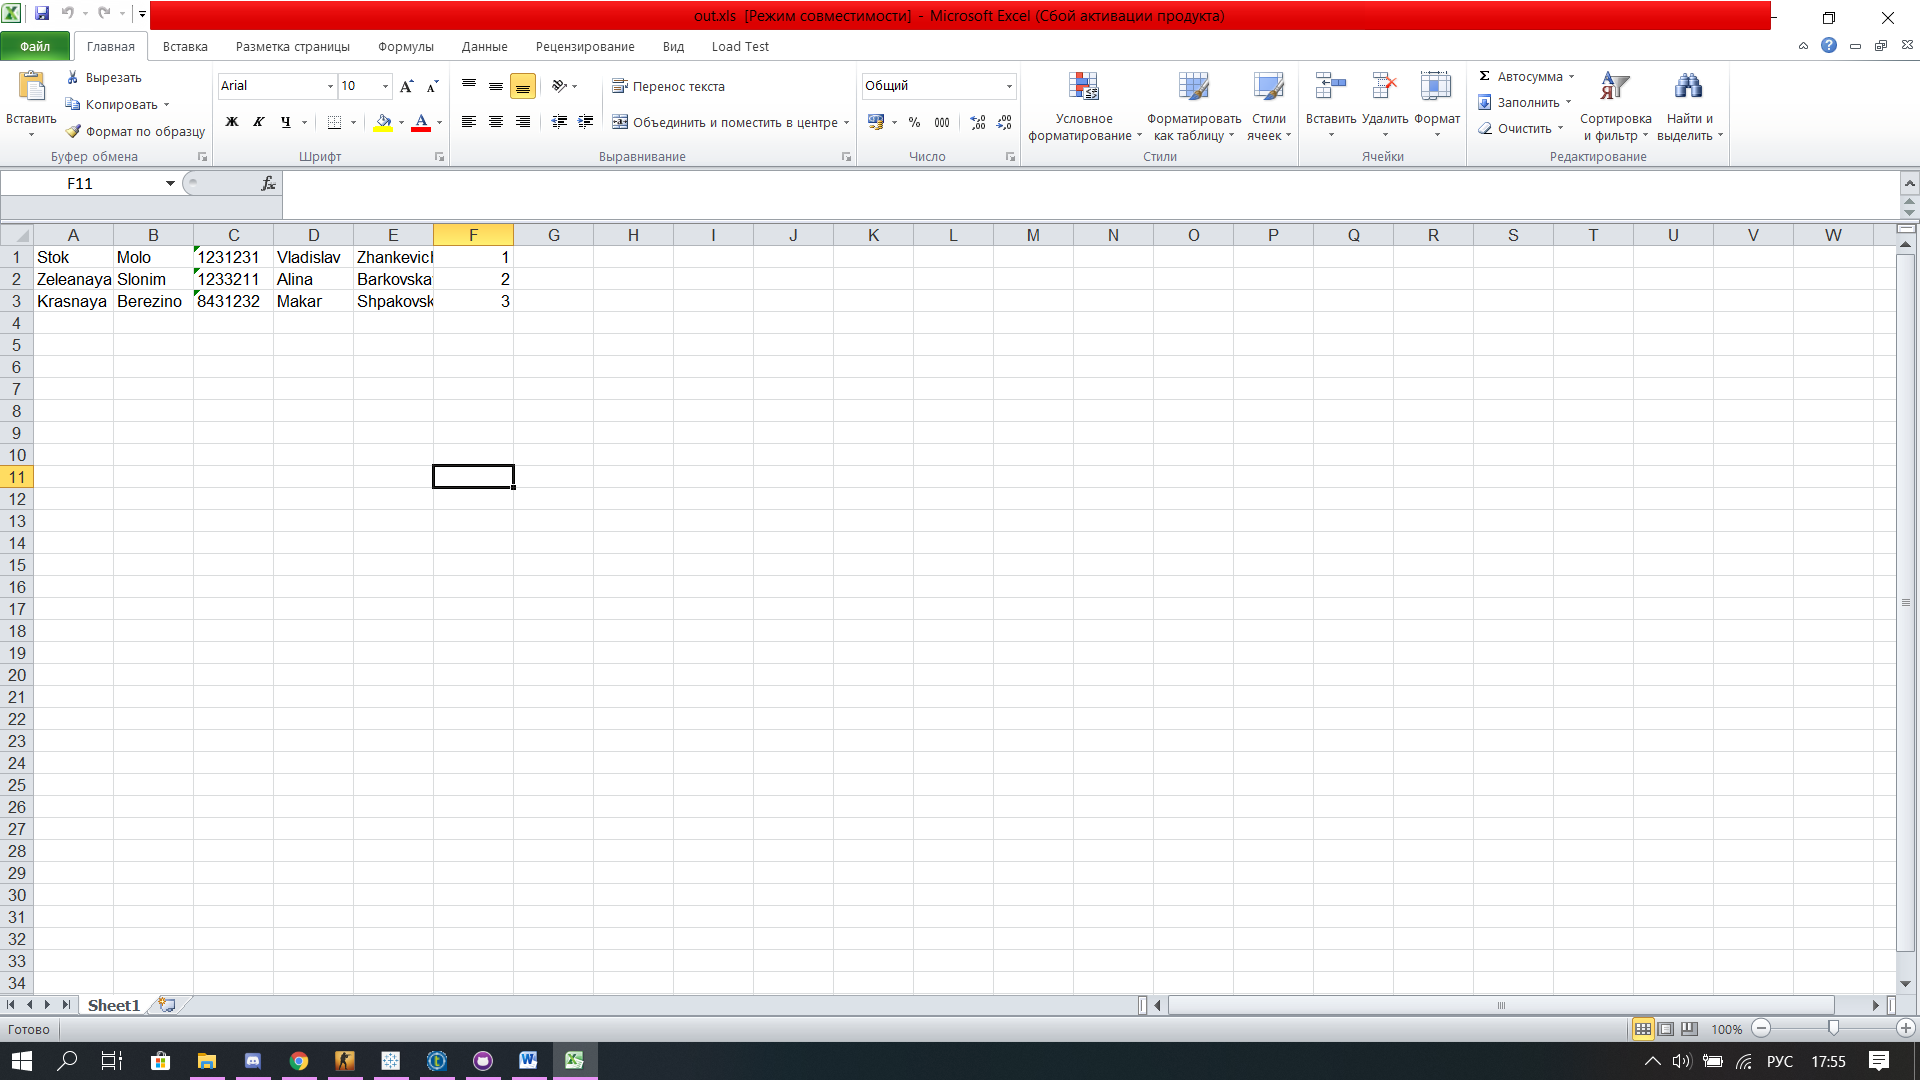 out.xls [Режим совместимости] - Microsoft Excel (Сбой активации продукта)
Файл Главная Вставка Разметка страницы Формулы Данные Рецензирование Вид Load Test
Вставить
Вырезать
Копировать
Формат по образцу
Буфер обмена
Arial 10
Ж К Ч А
Шрифт
Перенос текста
Объединить и поместить в центре
Выравнивание
Общий
% 000
Число
Условное форматирование
Форматировать как таблицу
Стили ячеек
Стили
Вставить Удалить Формат
Ячейки
Σ Автосумма
Заполнить
Очистить
Сортировка и фильтр
Найти и выделить
Редактирование
F11 fx
A B C D E F G H I J K L M N O P Q R S T U V W
1 Stok Molo 1231231 Vladislav Zhankevic 1
2 Zeleanaya Slonim 1233211 Alina Barkovska 2
3 Krasnaya Berezino 8431232 Makar Shpakovsk 3
4
5
6
7
8
9
10
11
12
13
14
15
16
17
18
19
20
21
22
23
24
25
26
27
28
29
30
31
32
33
34
Sheet1
Готово 100%
РУС 17:55